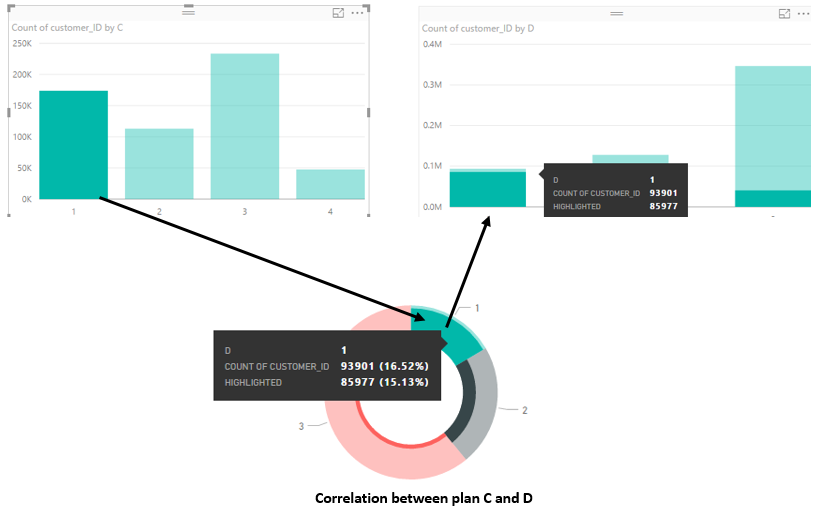 Count of customer_ID by C
250K
200K
150K
100K
50K
0K
1
2
3
4
Count of customer_ID by D
0.4M
0.3M
0.2M
0.1M
0.0M
D 1
COUNT OF CUSTOMER_ID 93901
HIGHLIGHTED 85977
1
D 1
COUNT OF CUSTOMER_ID 93901 (16.52%)
HIGHLIGHTED 85977 (15.13%)
2
3
Correlation between plan C and D